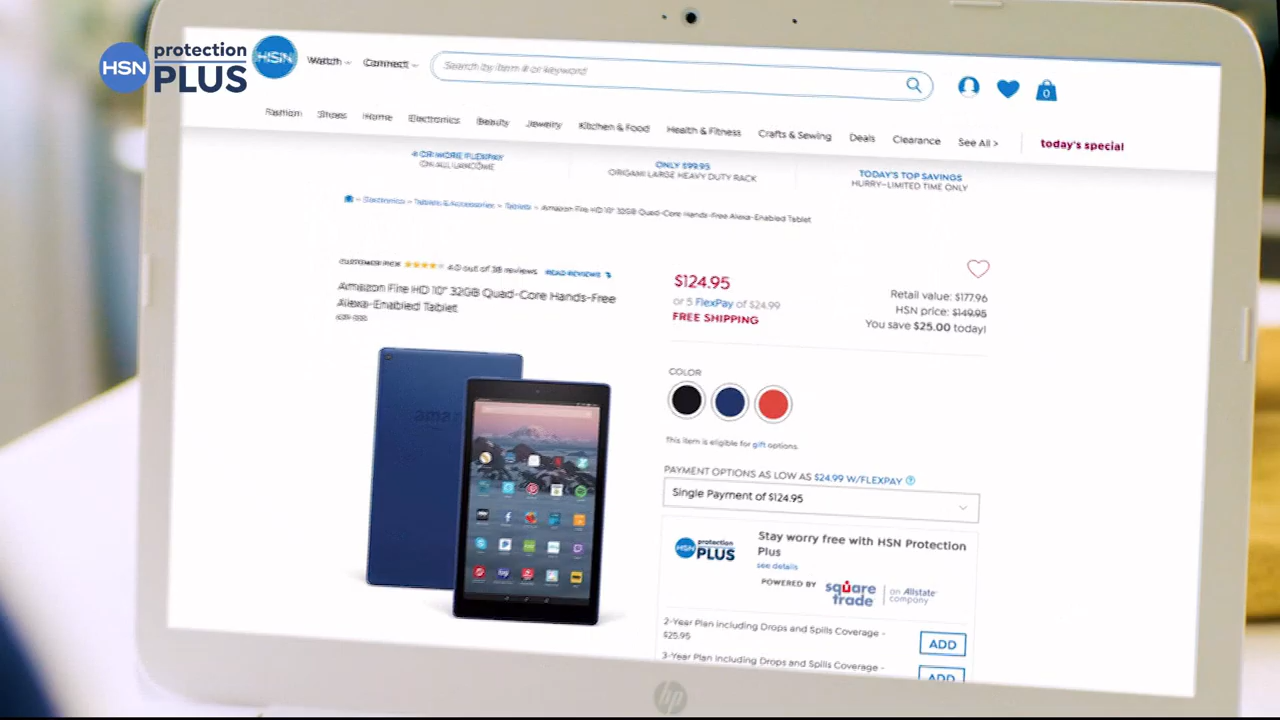 HSN protection
PLUS
HSN Watch Connect Search by item # or keyword 0
Fashion Shoes Home Electronics Beauty Jewelry Kitchen & Food Health & Fitness Crafts & Sewing Deals Clearance See All > today's special
4 OR MORE FLEXPAY
ON ALL LANCOME
ONLY $99.95
ORIGAMI LARGE HEAVY DUTY RACK
TODAY'S TOP SAVINGS
HURRY–LIMITED TIME ONLY
Electronics Tablets & Accessories Tablets Amazon Fire HD 10" 32GB Quad-Core Hands-Free Alexa-Enabled Tablet
CUSTOMER PICK 4.0 out of 38 reviews READ REVIEWS
Amazon Fire HD 10" 32GB Quad-Core Hands-Free
Alexa-Enabled Tablet
amaz
$124.95
or 5 FlexPay of $24.99
FREE SHIPPING
Retail value: $177.96
HSN price: $149.95
You save $25.00 today!
COLOR
This item is eligible for gift options.
PAYMENT OPTIONS AS LOW AS $24.99 W/FLEXPAY ?
Single Payment of $124.95
HSN protection
PLUS
Stay worry free with HSN Protection
Plus
see details
POWERED BY square
trade
an Allstate
company
2-Year Plan including Drops and Spills Coverage -
$25.95
ADD
3-Year Plan including Drops and Spills Coverage -
ADD
hp